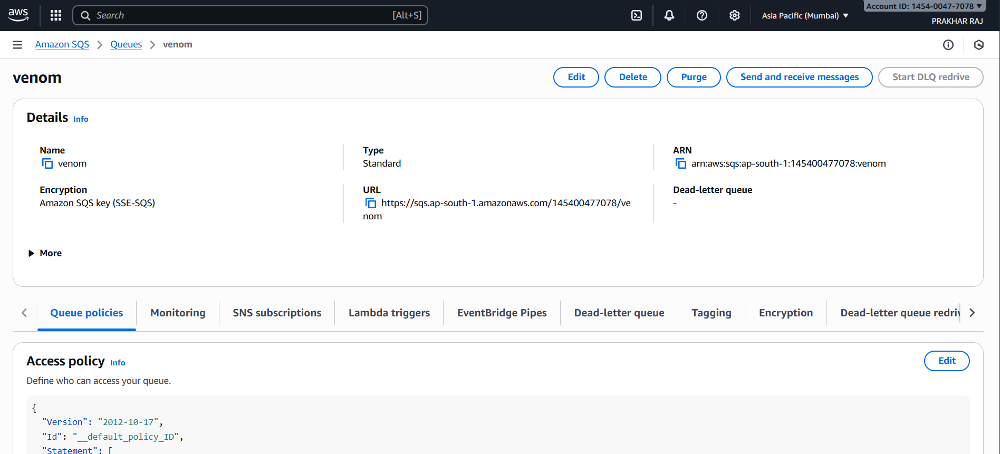 aws
Search
[Alt+S]
Asia Pacific (Mumbai)
Account ID: 1454-0047-7078
PRAKHAR RAJ
Amazon SQS
Queues
venom
venom
Edit
Delete
Purge
Send and receive messages
Start DLQ redrive
Details Info
Name
venom
Type
Standard
ARN
arn:aws:sqs:ap-south-1:145400477078:venom
Encryption
Amazon SQS key (SSE-SQS)
URL
https://sqs.ap-south-1.amazonaws.com/145400477078/ve
nom
Dead-letter queue
-
More
Queue policies
Monitoring
SNS subscriptions
Lambda triggers
EventBridge Pipes
Dead-letter queue
Tagging
Encryption
Dead-letter queue redriv
Access policy Info
Edit
Define who can access your queue.
{
"Version": "2012-10-17",
"Id": "__default_policy_ID",
"Statement": [